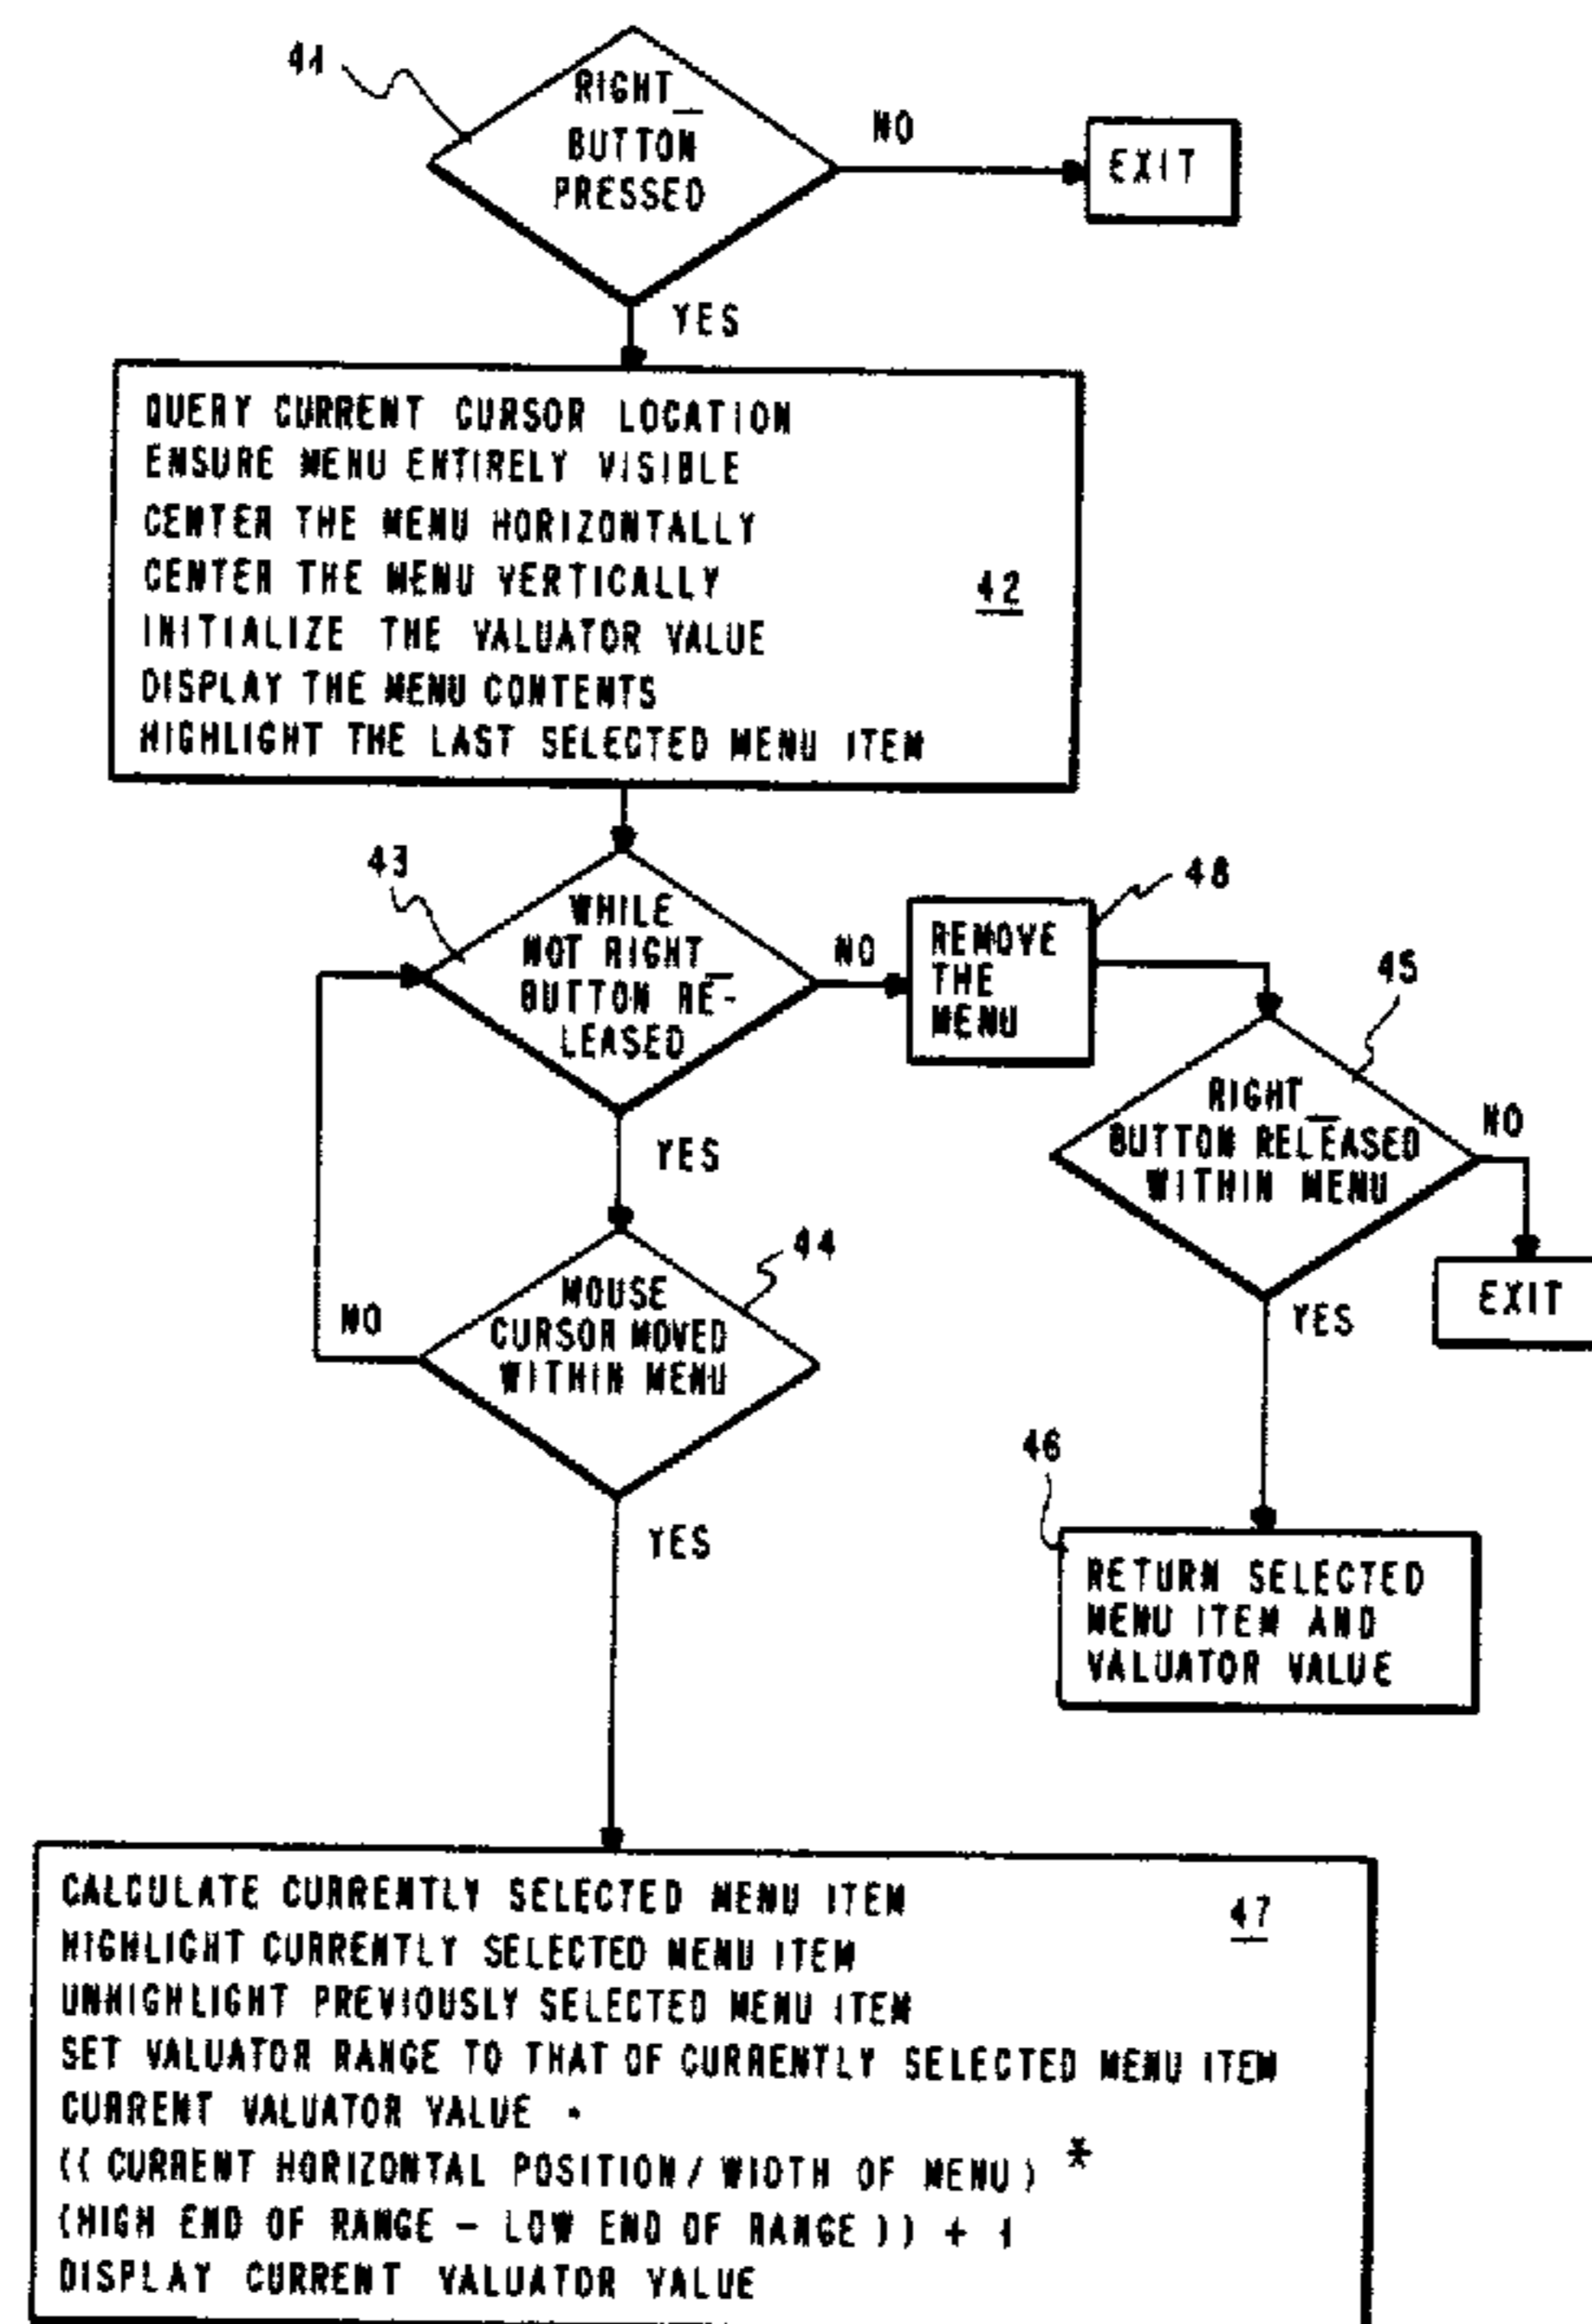 41
RIGHT_
BUTTON
PRESSED
NO
EXIT
YES
QUERY CURRENT CURSOR LOCATION
ENSURE MENU ENTIRELY VISIBLE
CENTER THE MENU HORIZONTALLY
CENTER THE MENU VERTICALLY
42
INITIALIZE THE VALUATOR VALUE
DISPLAY THE MENU CONTENTS
HIGHLIGHT THE LAST SELECTED MENU ITEM
43
WHILE
NOT RIGHT_
BUTTON RE-
LEASED
NO
48
REMOVE
THE
MENU
45
RIGHT_
BUTTON RELEASED
WITHIN MENU
NO
EXIT
YES
YES
44
MOUSE
CURSOR MOVED
WITHIN MENU
NO
YES
46
RETURN SELECTED
MENU ITEM AND
VALUATOR VALUE
CALCULATE CURRENTLY SELECTED MENU ITEM
47
HIGHLIGHT CURRENTLY SELECTED MENU ITEM
UNHIGHLIGHT PREVIOUSLY SELECTED MENU ITEM
SET VALUATOR RANGE TO THAT OF CURRENTLY SELECTED MENU ITEM
CURRENT VALUATOR VALUE
((CURRENT HORIZONTAL POSITION / WIDTH OF MENU) *
(HIGH END OF RANGE - LOW END OF RANGE)) + 1
DISPLAY CURRENT VALUATOR VALUE